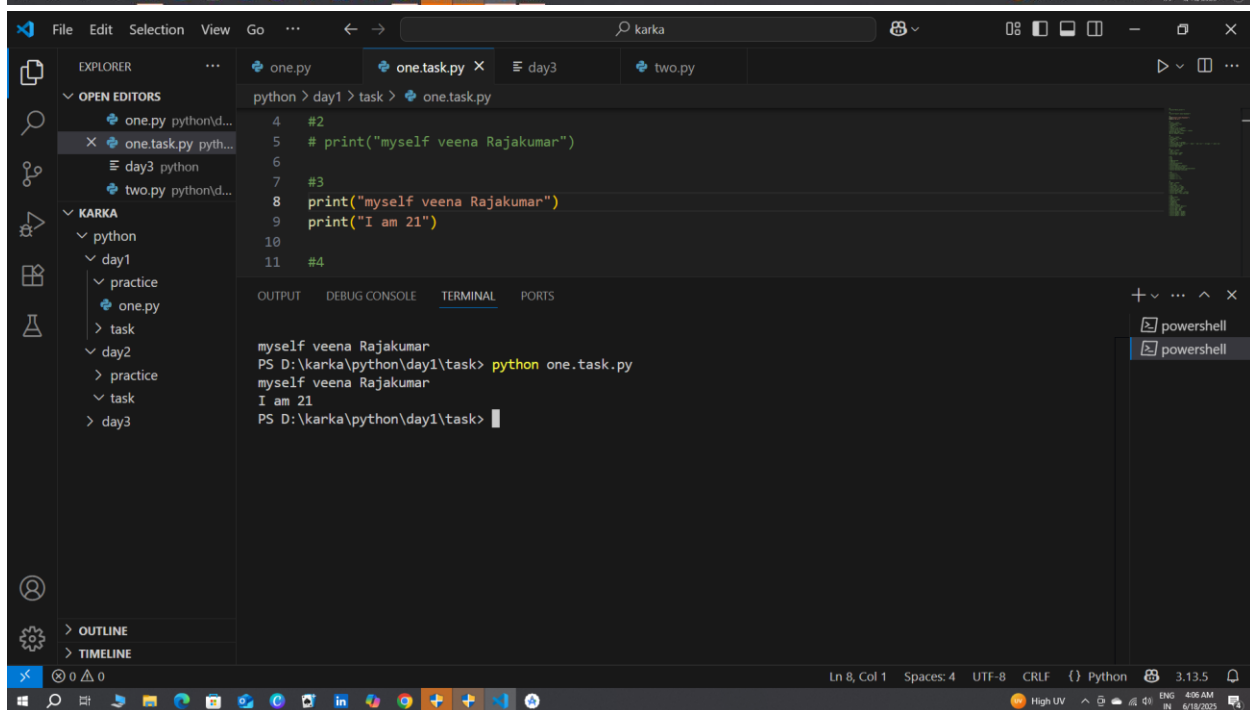 File Edit Selection View Go ··· karka
EXPLORER ··· one.py one.task.py day3 two.py
OPEN EDITORS
one.py python\d...
one.task.py pyth...
day3 python
two.py python\d...
KARKA
python
day1
practice
one.py
task
day2
practice
task
day3
OUTLINE
TIMELINE
python > day1 > task > one.task.py
4 #2
5 # print("myself veena Rajakumar")
6
7 #3
8 print("myself veena Rajakumar")
9 print("I am 21")
10
11 #4
OUTPUT DEBUG CONSOLE TERMINAL PORTS
myself veena Rajakumar
PS D:\karka\python\day1\task> python one.task.py
myself veena Rajakumar
I am 21
PS D:\karka\python\day1\task>
powershell
powershell
0 0 Ln 8, Col 1 Spaces: 4 UTF-8 CRLF {} Python 3.13.5
High UV ENG 4:06 AM
IN 6/18/2025